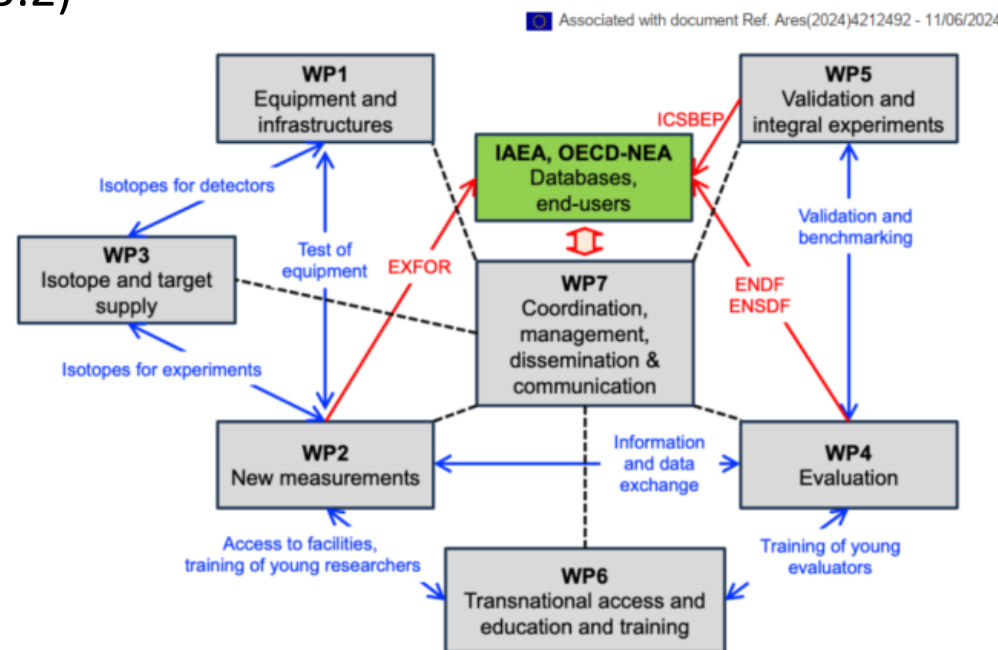 5.2)
Associated with document Ref. Ares(2024)4212492 - 11/06/2024
WP1
Equipment and
infrastructures
WP5
Validation and
integral experiments
ICSBEP
IAEA, OECD-NEA
Databases,
end-users
Isotopes for detectors
Test of
equipment
EXFOR
Validation and
benchmarking
WP3
Isotope and target
supply
WP7
Coordination,
management,
dissemination &
communication
ENDF
ENSDF
Isotopes for experiments
WP2
New measurements
Information
and data
exchange
WP4
Evaluation
Access to facilities,
training of young researchers
Training of young
evaluators
WP6
Transnational access and
education and training